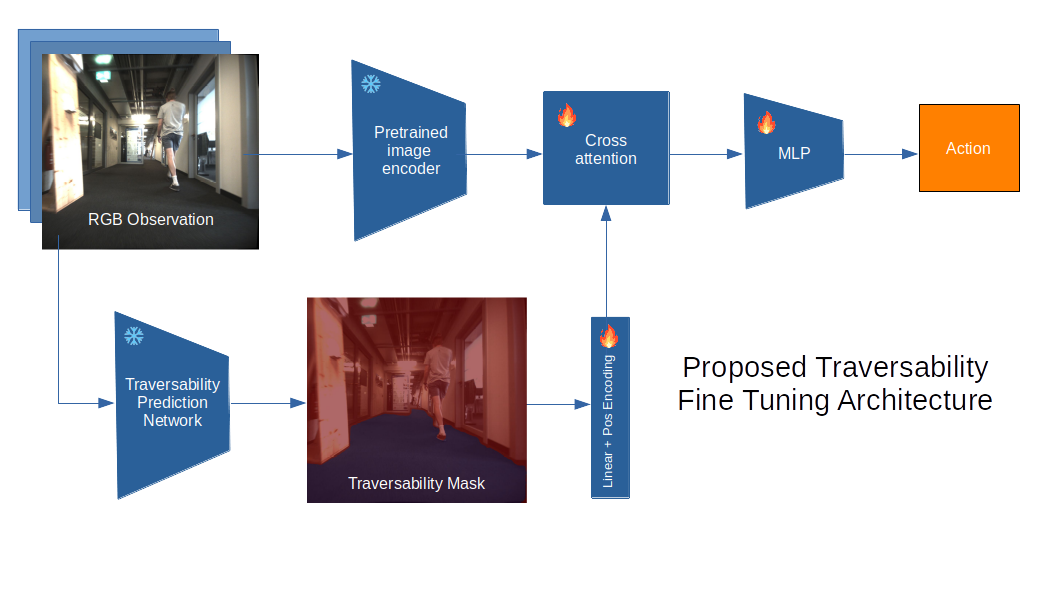 RGB Observation
Pretrained
image
encoder
Cross
attention
MLP
Action
Traversability
Prediction
Network
Traversability Mask
Linear + Pos Encoding
Proposed Traversability
Fine Tuning Architecture